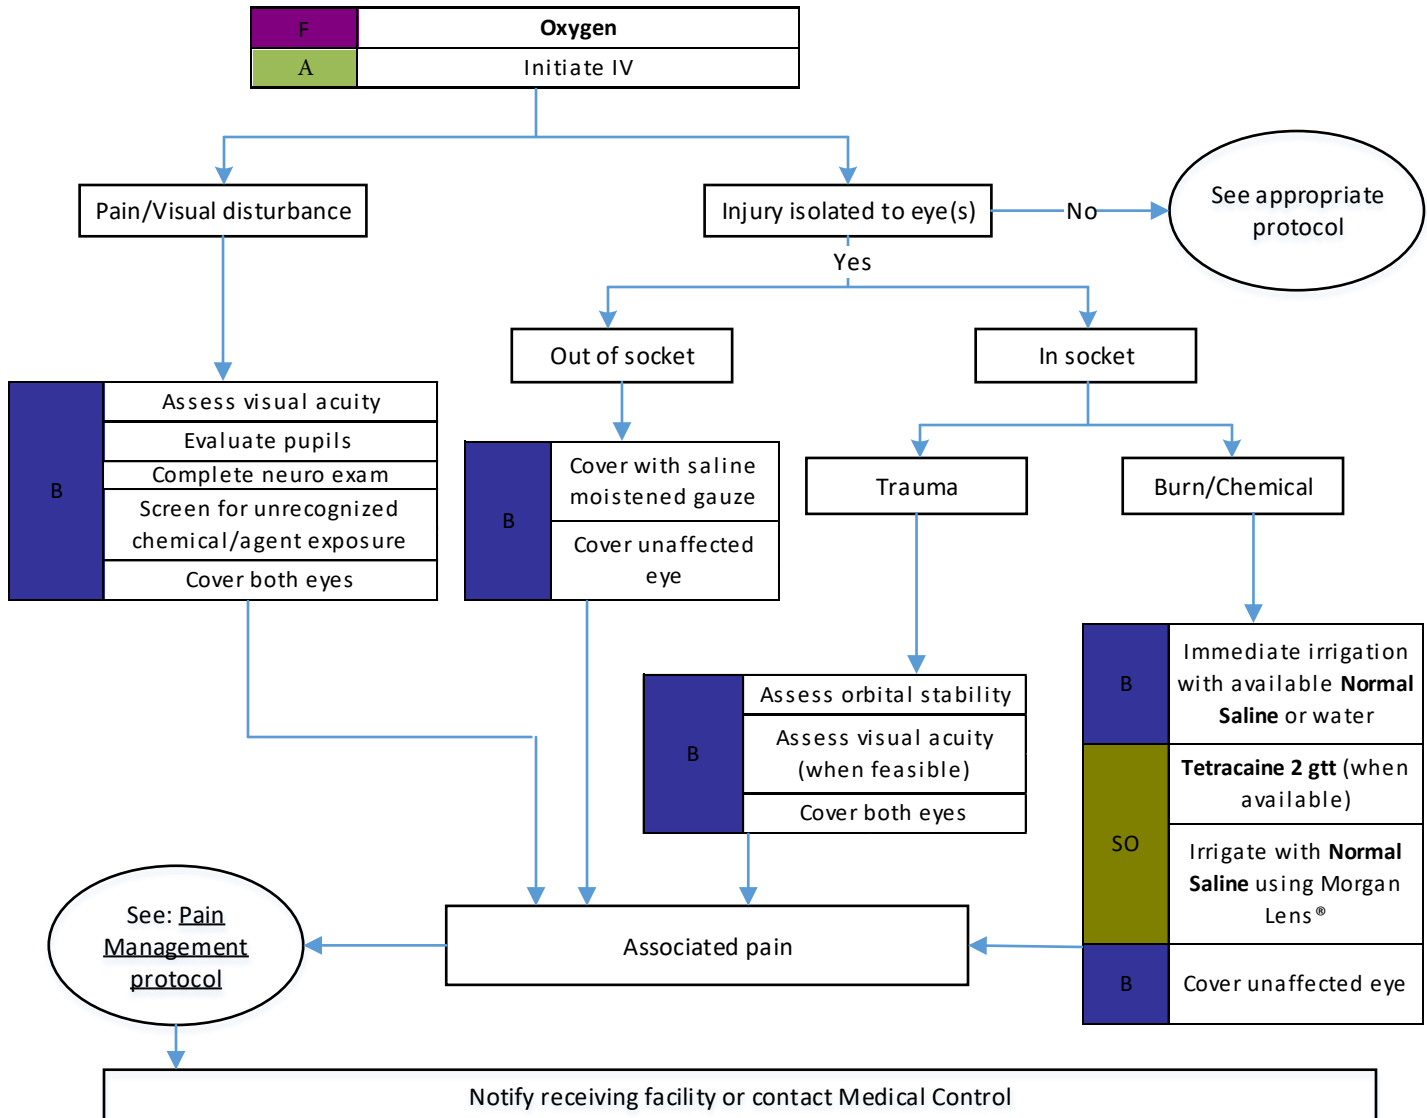 F
Oxygen
A
Initiate IV
Pain/Visual disturbance
Injury isolated to eye(s)
No
See appropriate
protocol
Yes
Out of socket
In socket
B
Assess visual acuity
Evaluate pupils
Complete neuro exam
Screen for unrecognized
chemical/agent exposure
Cover both eyes
B
Cover with saline
moistened gauze
Cover unaffected
eye
Trauma
Burn/Chemical
B
Assess orbital stability
Assess visual acuity
(when feasible)
Cover both eyes
B
Immediate irrigation
with available Normal
Saline or water
SO
Tetracaine 2 gtt (when
available)
Irrigate with Normal
Saline using Morgan
Lens®
B
Cover unaffected eye
Associated pain
See: Pain
Management
protocol
Notify receiving facility or contact Medical Control